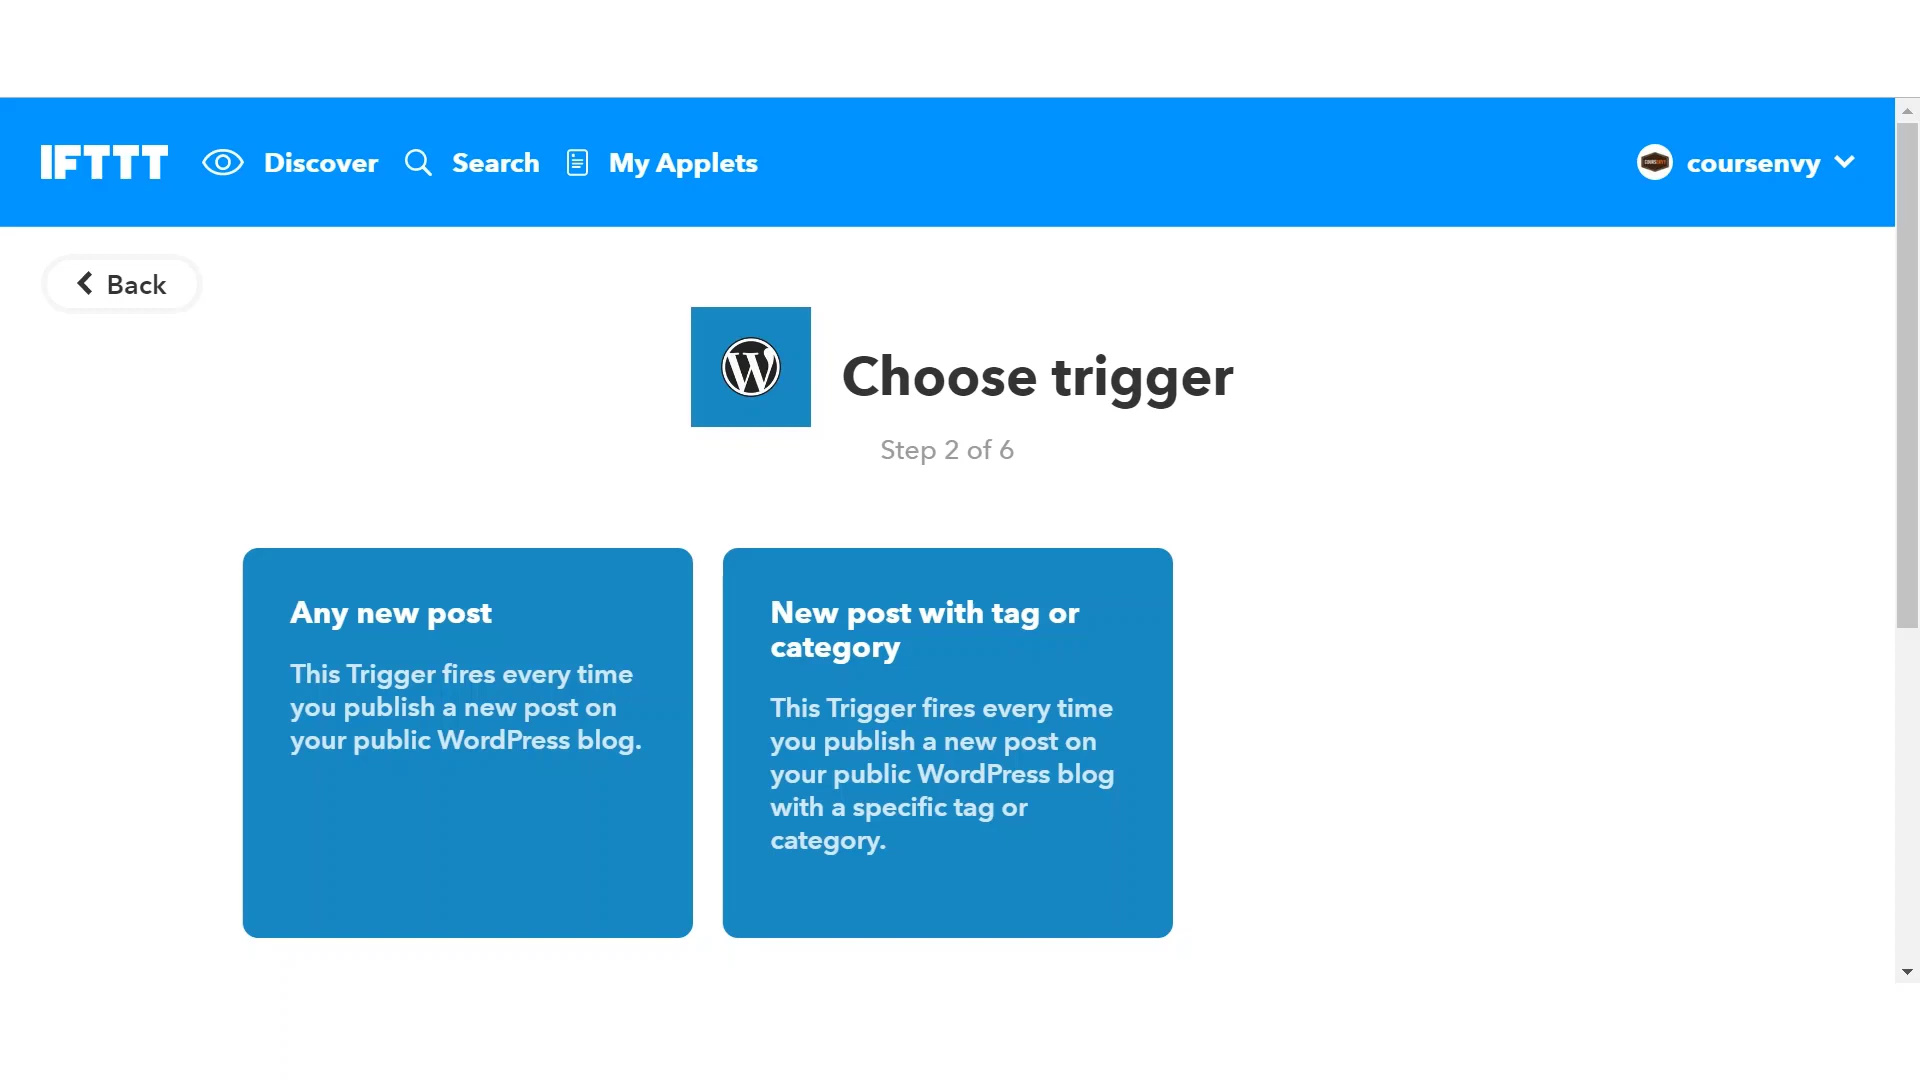 IFTTT Discover Search My Applets coursenvy
Back
Choose trigger
Step 2 of 6
Any new post
This Trigger fires every time
you publish a new post on
your public WordPress blog.
New post with tag or
category
This Trigger fires every time
you publish a new post on
your public WordPress blog
with a specific tag or
category.